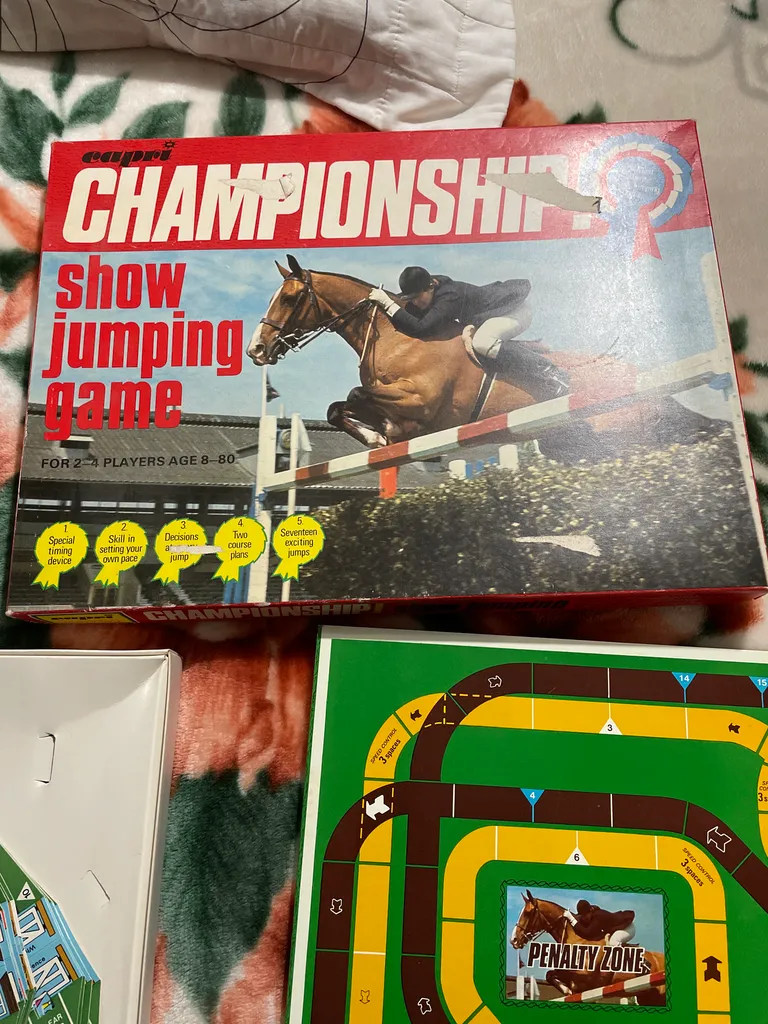 capri
CHAMPIONSHIP!
show
jumping
game
FOR 2-4 PLAYERS AGE 8-80
1
Special
timing
device
2.
Skill in
setting your
own pace
3
Decisions
jump
4.
Two
course
plans
5.
Seventeen
exciting
jumps
capri
CHAMPIONSHIP!
jumping
14
15
SPEED CONTROL
3 spaces
3
4
6
SPEED CONTROL
3 spaces
PENALTY ZONE